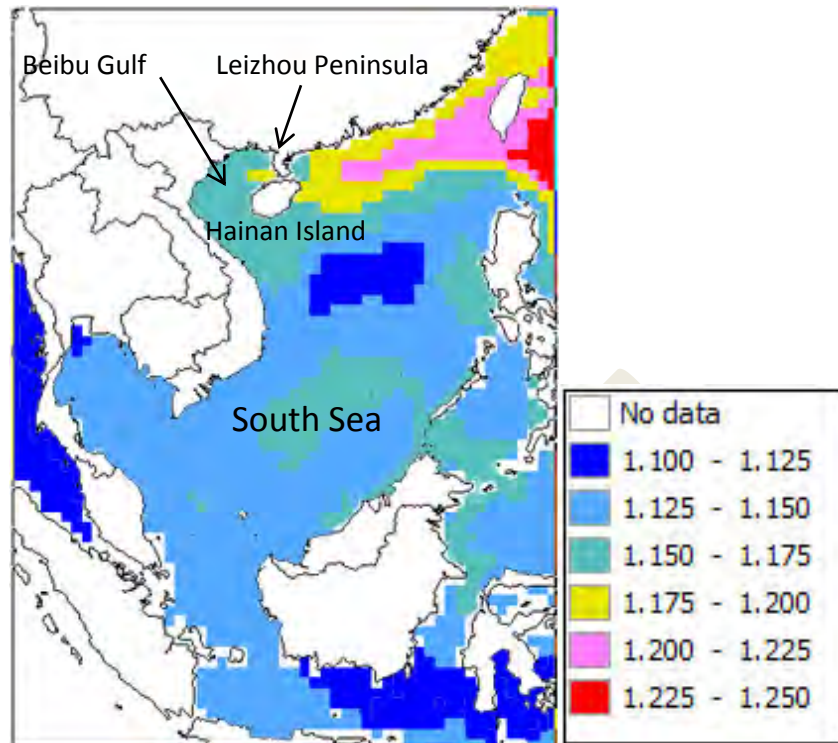 Beibu Gulf
Leizhou Peninsula
Hainan Island
South Sea
No data
1.100 - 1.125
1.125 - 1.150
1.150 - 1.175
1.175 - 1.200
1.200 - 1.225
1.225 - 1.250